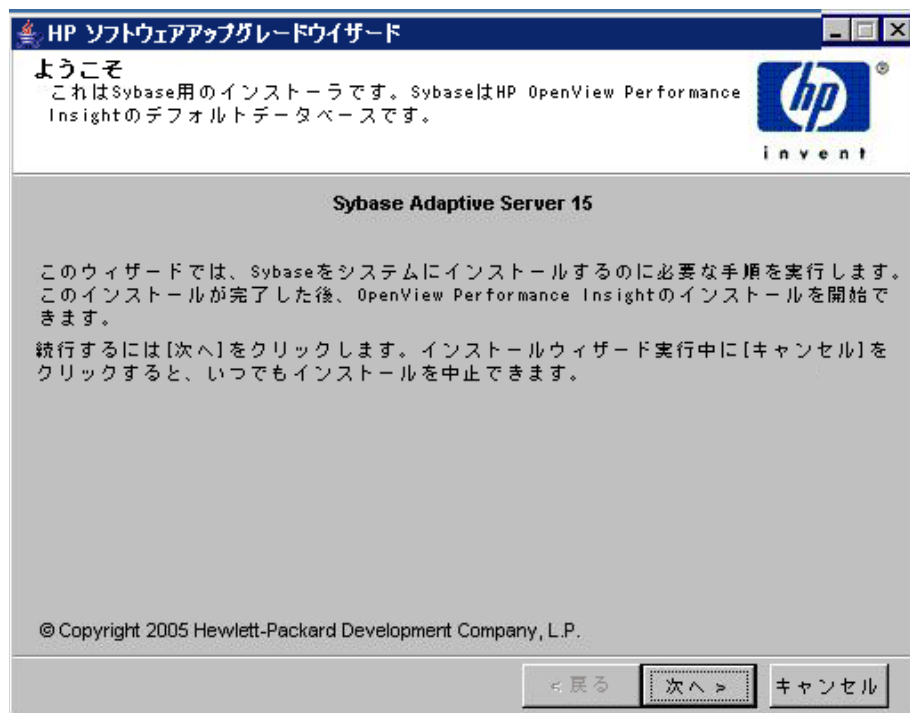 HP ソフトウェアアップグレードウイザード
ようこそ
これはSybase用のインストーラです。SybaseはHP OpenView Performance
Insightのデフォルトデータベースです。
hp
®
invent
Sybase Adaptive Server 15
このウィザードでは、Sybaseをシステムにインストールするのに必要な手順を実行します。
このインストールが完了した後、OpenView Performance Insightのインストールを開始で
きます。
続行するには[次へ]をクリックします。インストールウィザード実行中に[キャンセル]を
クリックすると、いつでもインストールを中止できます。
© Copyright 2005 Hewlett-Packard Development Company, L.P.
<戻る
次へ >
キャンセル